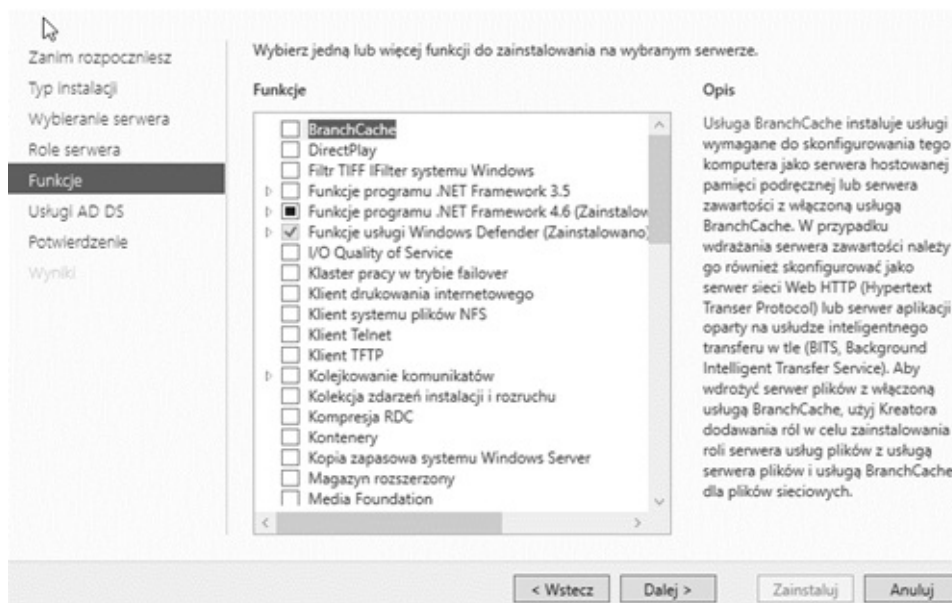 Zanim rozpoczniesz
Typ instalacji
Wybieranie serwera
Role serwera
Funkcje
Usługi AD DS
Potwierdzenie
Wyniki
Wybierz jedną lub więcej funkcji do zainstalowania na wybranym serwerze.
Funkcje
BranchCache
DirectPlay
Filtr TIFF IFilter systemu Windows
Funkcje programu .NET Framework 3.5
Funkcje programu .NET Framework 4.6 (Zainstalow
Funkcje usługi Windows Defender (Zainstalowano)
I/O Quality of Service
Klaster pracy w trybie failover
Klient drukowania internetowego
Klient systemu plików NFS
Klient Telnet
Klient TFTP
Kolejkowanie komunikatów
Kolekcja zdarzeń instalacji i rozruchu
Kompresja RDC
Kontenery
Kopia zapasowa systemu Windows Server
Magazyn rozszerzony
Media Foundation
Opis
Usługa BranchCache instaluje usługi
wymagane do skonfigurowania tego
komputera jako serwera hostowanej
pamięci podręcznej lub serwera
zawartości z włączoną usługą
BranchCache. W przypadku
wdrażania serwera zawartości należy
go również skonfigurować jako
serwer sieci Web HTTP (Hypertext
Transer Protocol) lub serwer aplikacji
oparty na usłudze inteligentnego
transferu w tle (BITS, Background
Intelligent Transfer Service). Aby
wdrożyć serwer plików z włączoną
usługą BranchCache, użyj Kreatora
dodawania ról w celu zainstalowania
roli serwera usług plików z usługą
serwera plików i usługą BranchCache
dla plików sieciowych.
< Wstecz
Dalej >
Zainstaluj
Anuluj